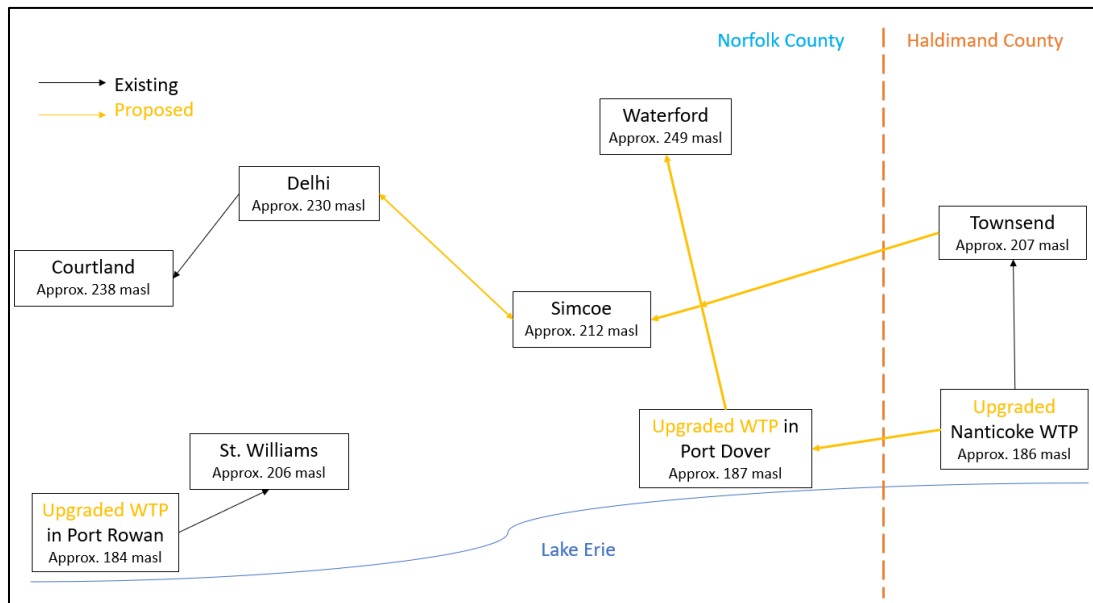 Norfolk County
Haldimand County
Existing
Proposed
Waterford
Approx. 249 masl
Delhi
Approx. 230 masl
Townsend
Approx. 207 masl
Courtland
Approx. 238 masl
Simcoe
Approx. 212 masl
Upgraded WTP in
Port Dover
Approx. 187 masl
Upgraded
Nanticoke WTP
Approx. 186 masl
St. Williams
Approx. 206 masl
Upgraded WTP
in Port Rowan
Approx. 184 masl
Lake Erie